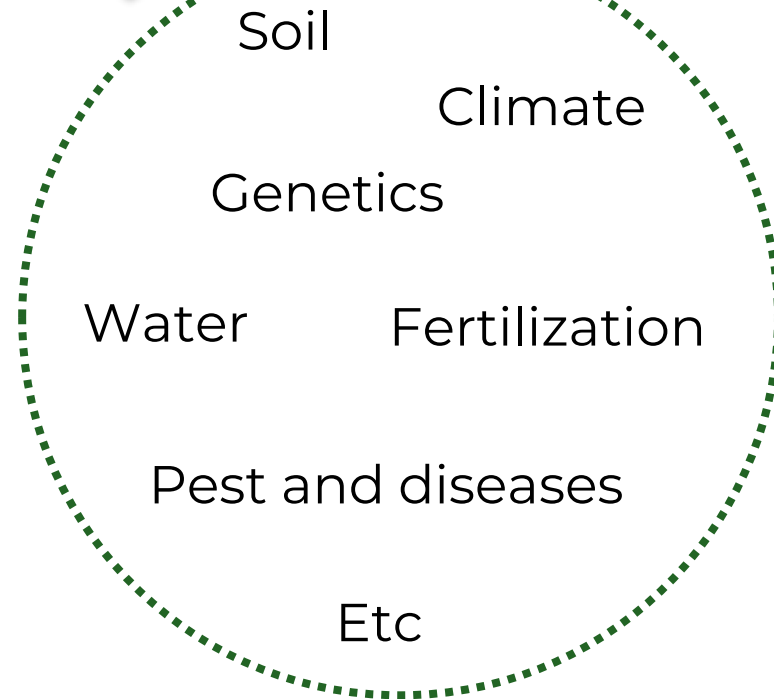 Soil
Climate
Genetics
Water
Fertilization
Pest and diseases
Etc